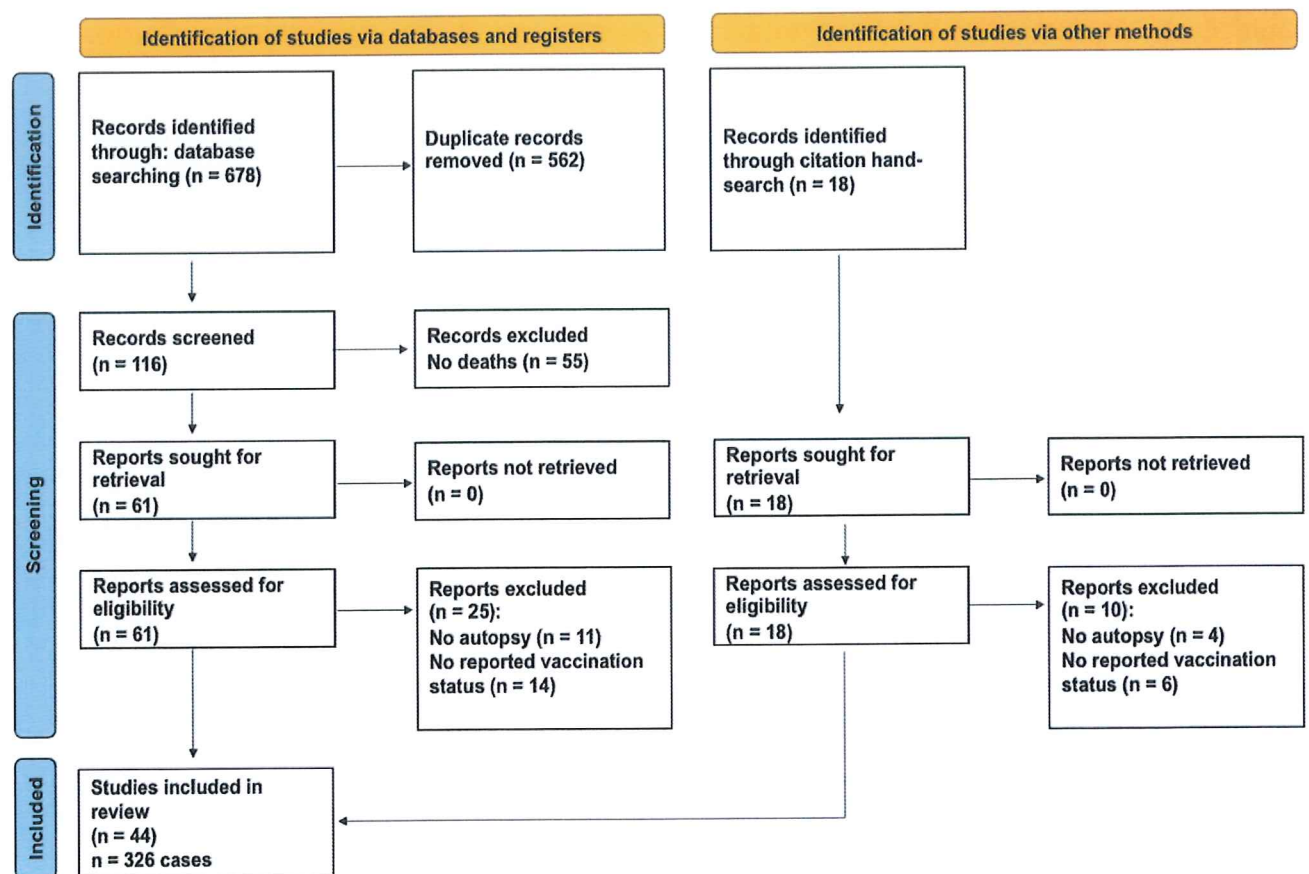 Identification of studies via databases and registers
Identification of studies via other methods
Identification
Records identified
through: database
searching (n = 678)
Duplicate records
removed (n = 562)
Records identified
through citation hand-
search (n = 18)
Screening
Records screened
(n = 116)
Records excluded
No deaths (n = 55)
Reports sought for
retrieval
(n = 61)
Reports not retrieved
(n = 0)
Reports sought for
retrieval
(n = 18)
Reports not retrieved
(n = 0)
Reports assessed for
eligibility
(n = 61)
Reports excluded
(n = 25):
No autopsy (n = 11)
No reported vaccination
status (n = 14)
Reports assessed for
eligibility
(n = 18)
Reports excluded
(n = 10):
No autopsy (n = 4)
No reported vaccination
status (n = 6)
Included
Studies included in
review
(n = 44)
n = 326 cases